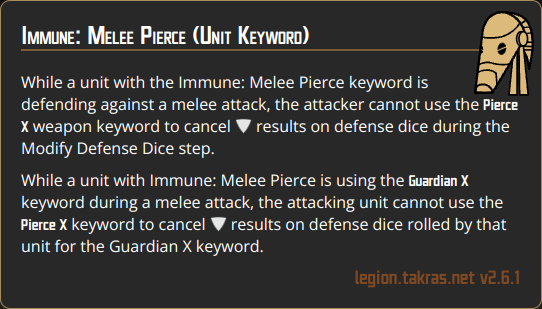 Immune: Melee Pierce (Unit Keyword)
While a unit with the Immune: Melee Pierce keyword is
defending against a melee attack, the attacker cannot use the Pierce
X weapon keyword to cancel results on defense dice during the
Modify Defense Dice step.
While a unit with Immune: Melee Pierce is using the Guardian X
keyword during a melee attack, the attacking unit cannot use the
Pierce X keyword to cancel results on defense dice rolled by that
unit for the Guardian X keyword.
legion.takras.net v2.6.1